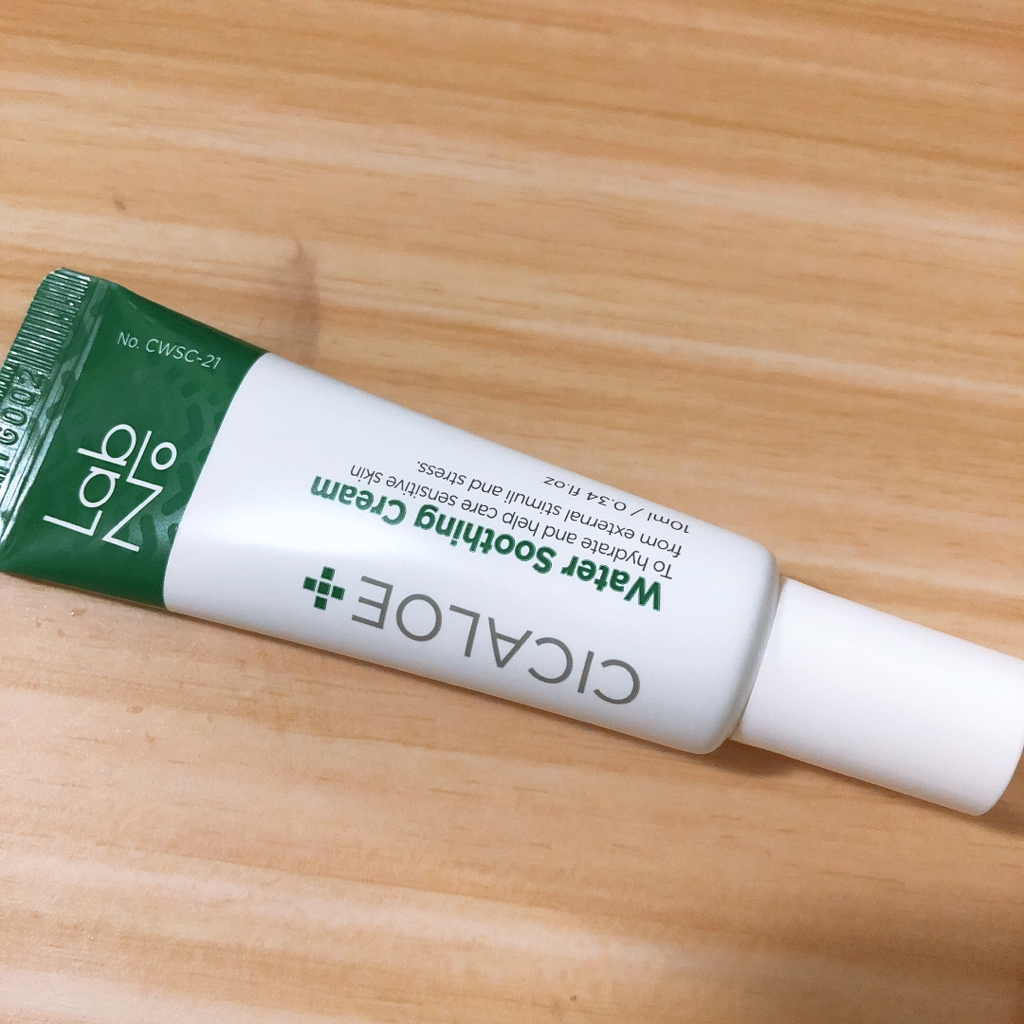 CICALOE
Water Soothing Cream
To hydrate and help care sensitive skin
from external stimuli and stress.
10ml / 0.34 fl.oz
Lab
No
No. CWSC-21